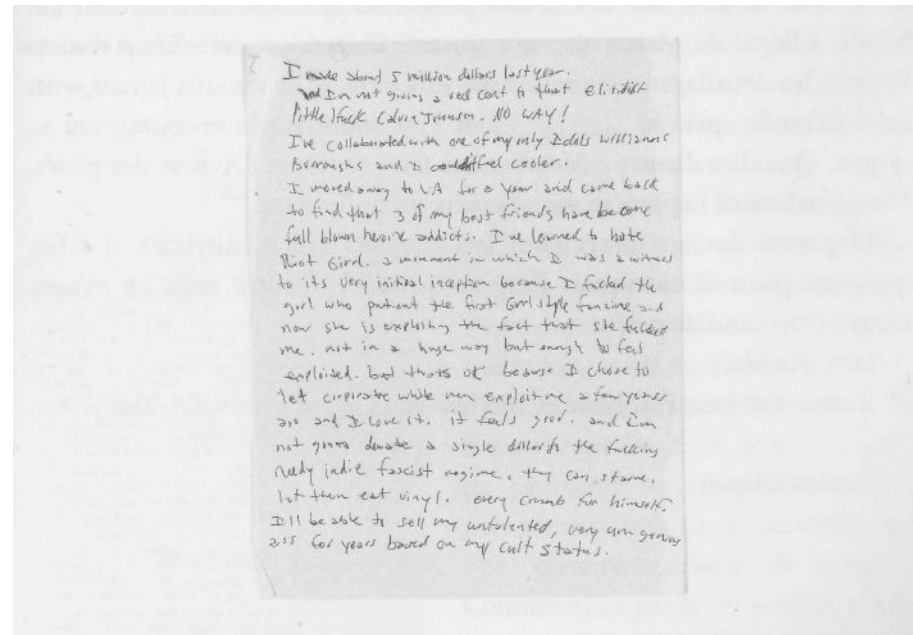 I made about 5 million dollars last year.
and I'm not giving a red cent to that Elitist
little fuck Calvin Johnson. NO WAY!
I've collaborated with one of my only Idols William
Burroughs and I couldnt feel cooler.
I moved away to L.A for a year and came back
to find that 3 of my best friends have become
full blown heroine addicts. I've learned to hate
Riot Grrrl. a movement in which I was a witness
to its very initial inception because I fucked the
girl who put out the first Grrrl style fanzine and
now she is exploiting the fact that she fucked
me. not in a huge way but enough to feel
exploited. but thats ok because I chose to
let corporate white men exploit me a few years
ago and I love it. it feels good. and i'm
not gonna donate a single dollar to the fucking
needy indie fascist regime. they can starve.
let them eat vinyl. every crumb for himself.
I'll be able to sell my untalented, very un genius
ass for years based on my cult status.